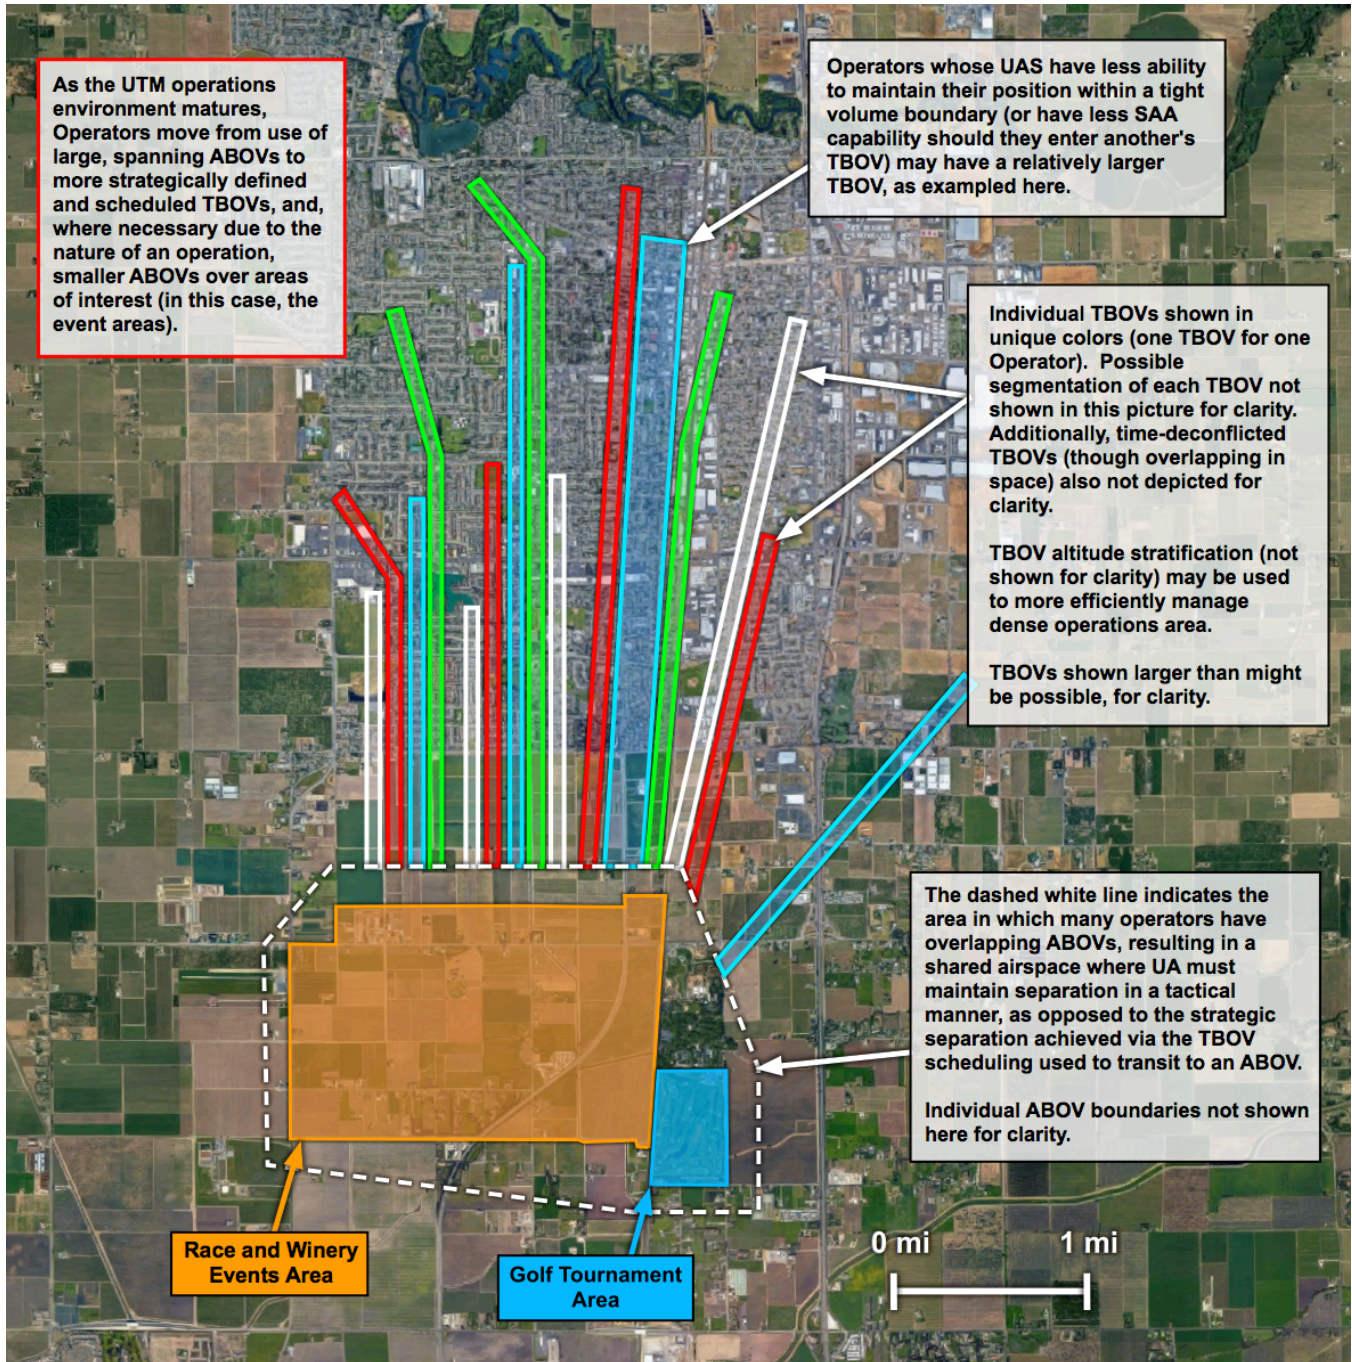 As the UTM operations
environment matures,
Operators move from use of
large, spanning ABOVs to
more strategically defined
and scheduled TBOVs, and,
where necessary due to the
nature of an operation,
smaller ABOVs over areas
of interest (in this case, the
event areas).
Operators whose UAS have less ability
to maintain their position within a tight
volume boundary (or have less SAA
capability should they enter another's
TBOV) may have a relatively larger
TBOV, as exampled here.
Individual TBOVs shown in
unique colors (one TBOV for one
Operator).  Possible
segmentation of each TBOV not
shown in this picture for clarity.
Additionally, time-deconflicted
TBOVs (though overlapping in
space) also not depicted for
clarity.
TBOV altitude stratification (not
shown for clarity) may be used
to more efficiently manage
dense operations area.
TBOVs shown larger than might
be possible, for clarity.
The dashed white line indicates the
area in which many operators have
overlapping ABOVs, resulting in a
shared airspace where UA must
maintain separation in a tactical
manner, as opposed to the strategic
separation achieved via the TBOV
scheduling used to transit to an ABOV.
Individual ABOV boundaries not shown
here for clarity.
Race and Winery
Events Area
Golf Tournament
Area
0 mi 1 mi